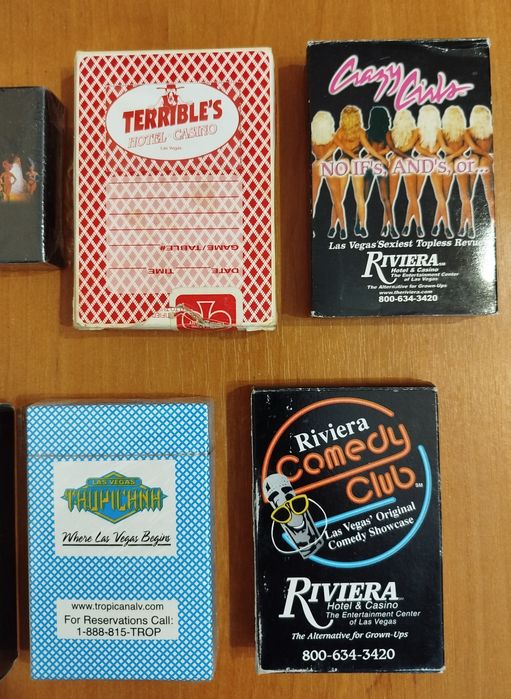 TERRIBLE'S
HOTEL · CASINO
Las Vegas
GAME/TABLE#
DATE TIME
Crazy Girls
NO IF'S, AND'S, or...
Las Vegas' Sexiest Topless Revue
RIVIERA
Hotel & Casino
The Entertainment Center
of Las Vegas
The Alternative for Grown-Ups
www.theriviera.com
800-634-3420
LAS VEGAS
TROPICANA
Where Las Vegas Begins
www.tropicanalv.com
For Reservations Call:
1-888-815-TROP
Riviera
Comedy
Club SM
Las Vegas' Original
Comedy Showcase
RIVIERA
Hotel & Casino
The Entertainment Center
of Las Vegas
The Alternative for Grown-Ups
800-634-3420